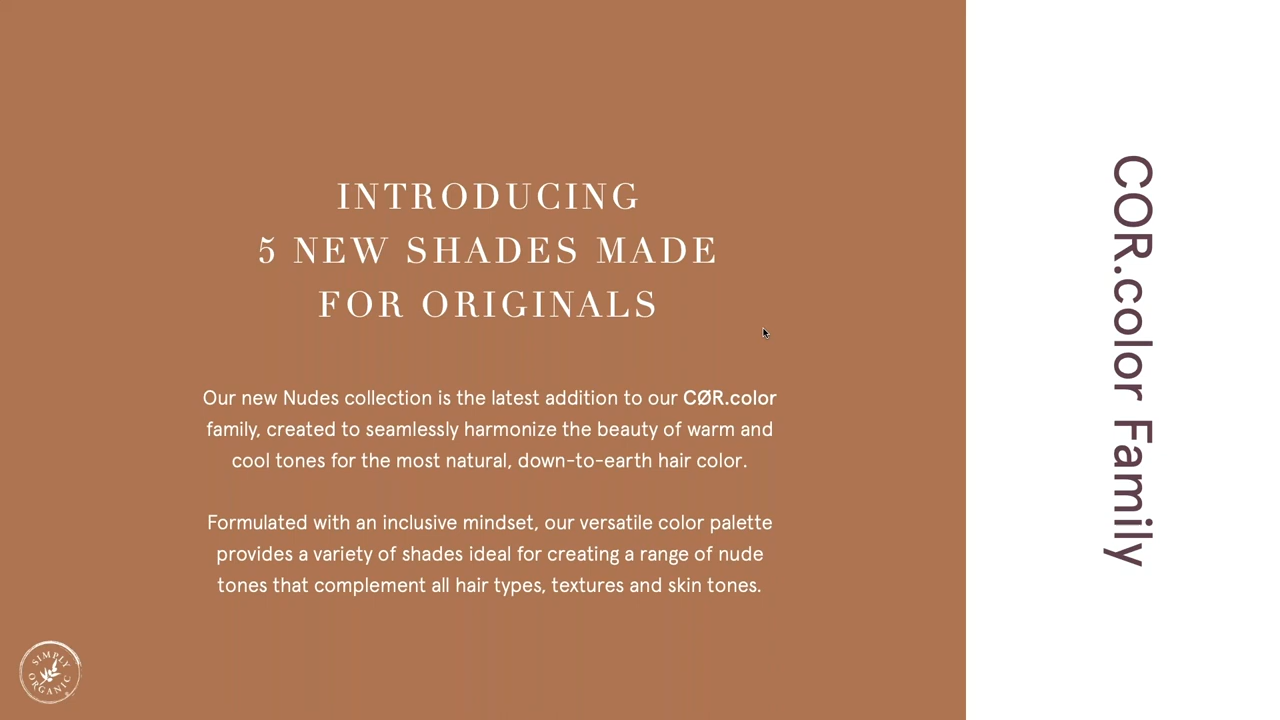 INTRODUCING
5 NEW SHADES MADE
FOR ORIGINALS
Our new Nudes collection is the latest addition to our CØR.color
family, created to seamlessly harmonize the beauty of warm and
cool tones for the most natural, down-to-earth hair color.
Formulated with an inclusive mindset, our versatile color palette
provides a variety of shades ideal for creating a range of nude
tones that complement all hair types, textures and skin tones.
SIMPLY
ORGANIC
COR.color Family